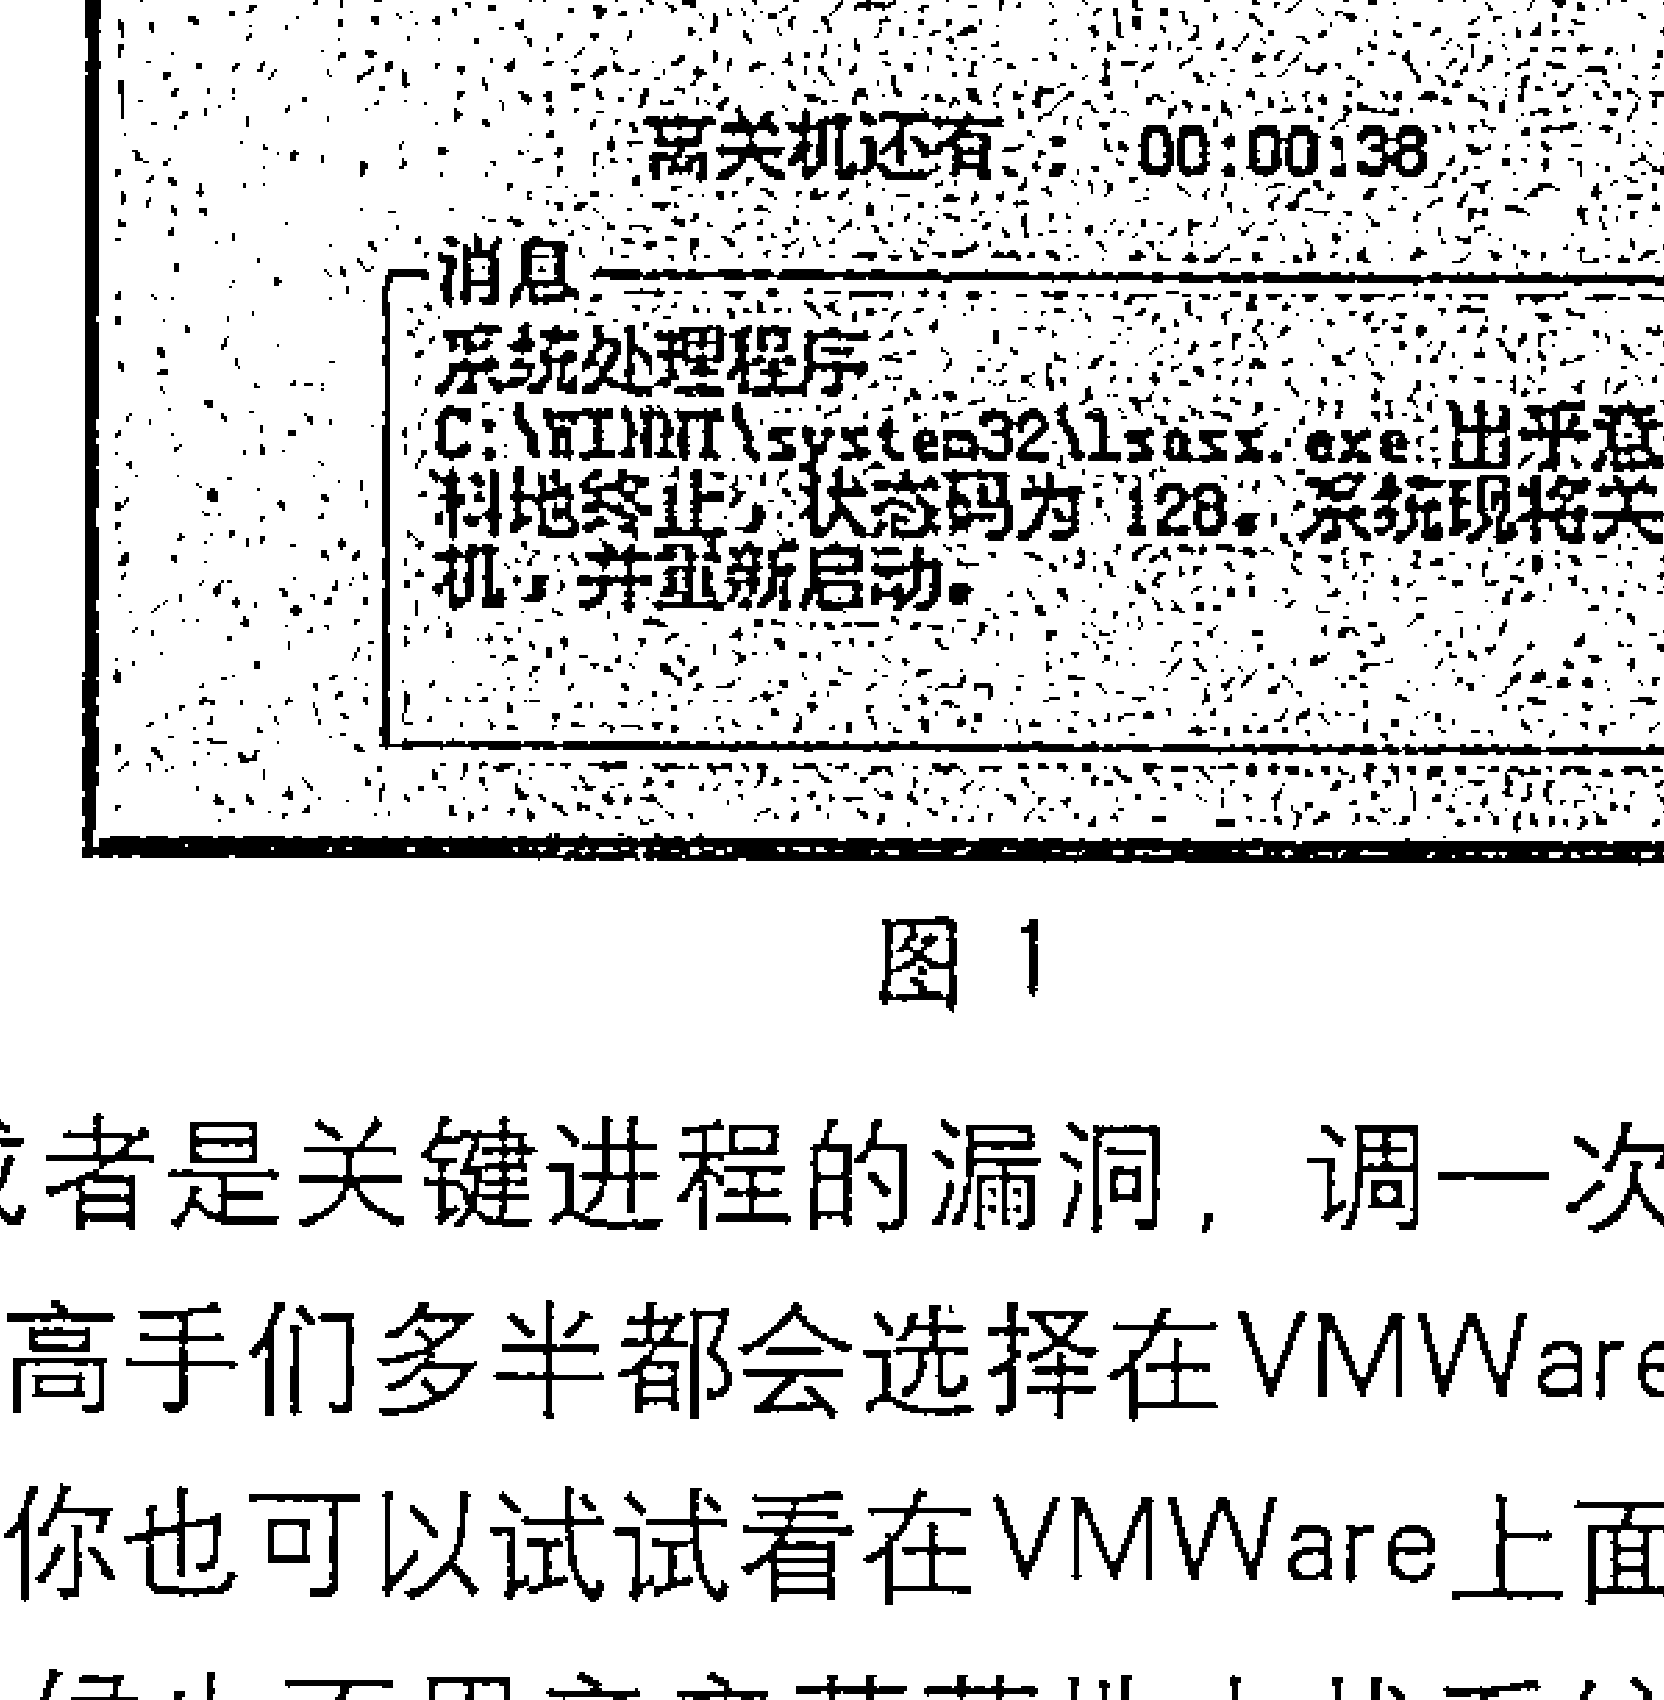 离关机还有 : 00:00:38
消息
系统处理程序
C:\WINNT\system32\lsass.exe 出乎意
料地终止，状态码为 128。系统现将关
机，并重新启动。
图 1
者是关键进程的漏洞，调一次
高手们多半都会选择在VMWare
你也可以试试看在VMWare上面